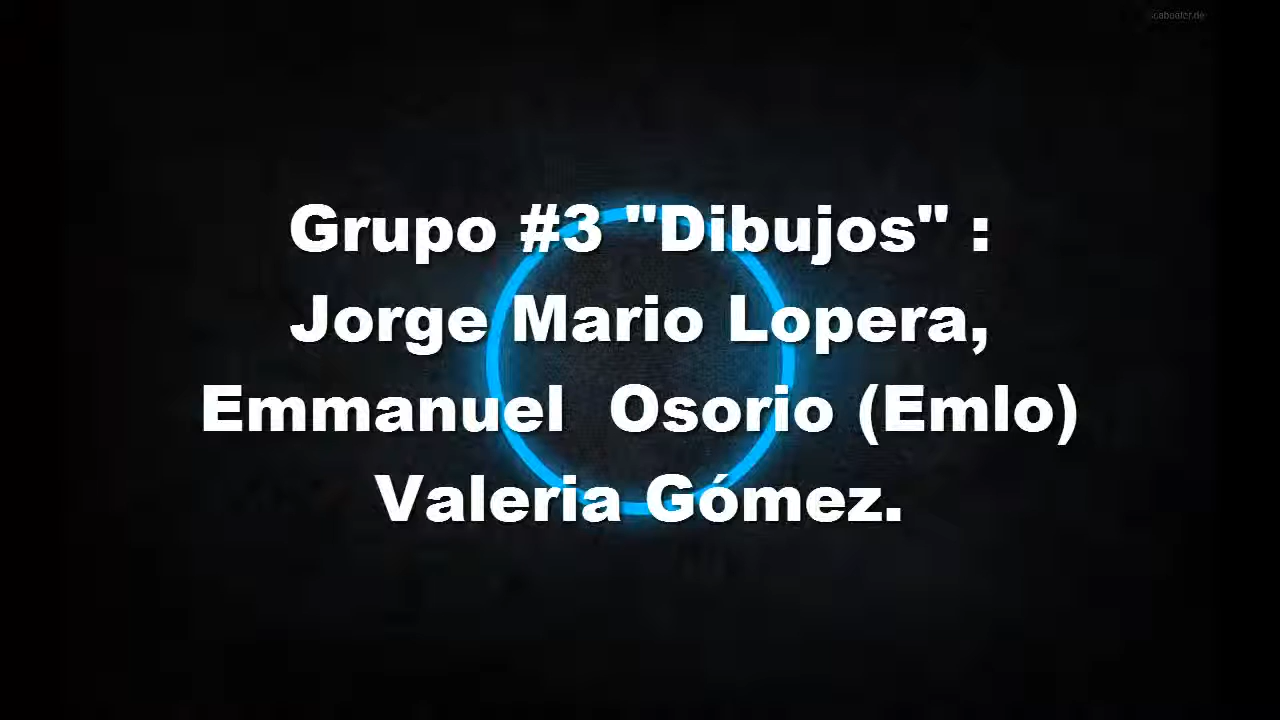 Grupo #3 "Dibujos" :
Jorge Mario Lopera,
Emmanuel  Osorio (Emlo)
Valeria Gómez.